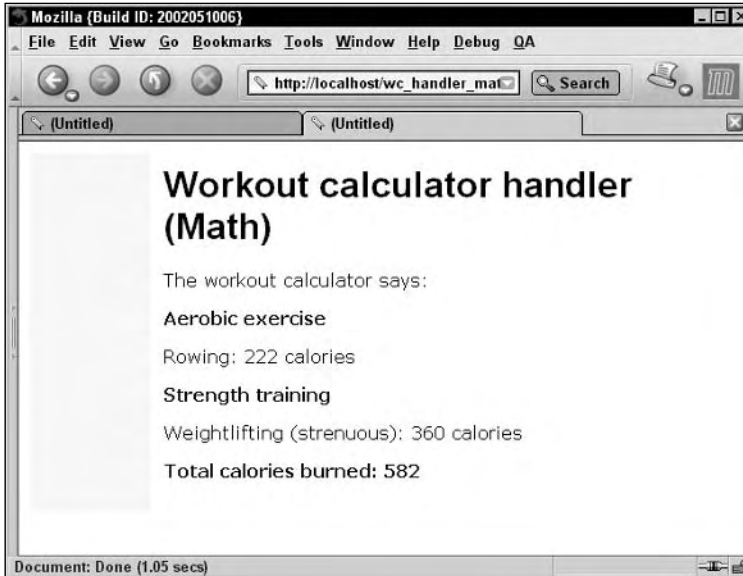 Mozilla {Build ID: 2002051006}
File Edit View Go Bookmarks Tools Window Help Debug QA
http://localhost/wc_handler_mat
Search
(Untitled)
(Untitled)
Workout calculator handler
(Math)
The workout calculator says:
Aerobic exercise
Rowing: 222 calories
Strength training
Weightlifting (strenuous): 360 calories
Total calories burned: 582
Document: Done (1.05 secs)